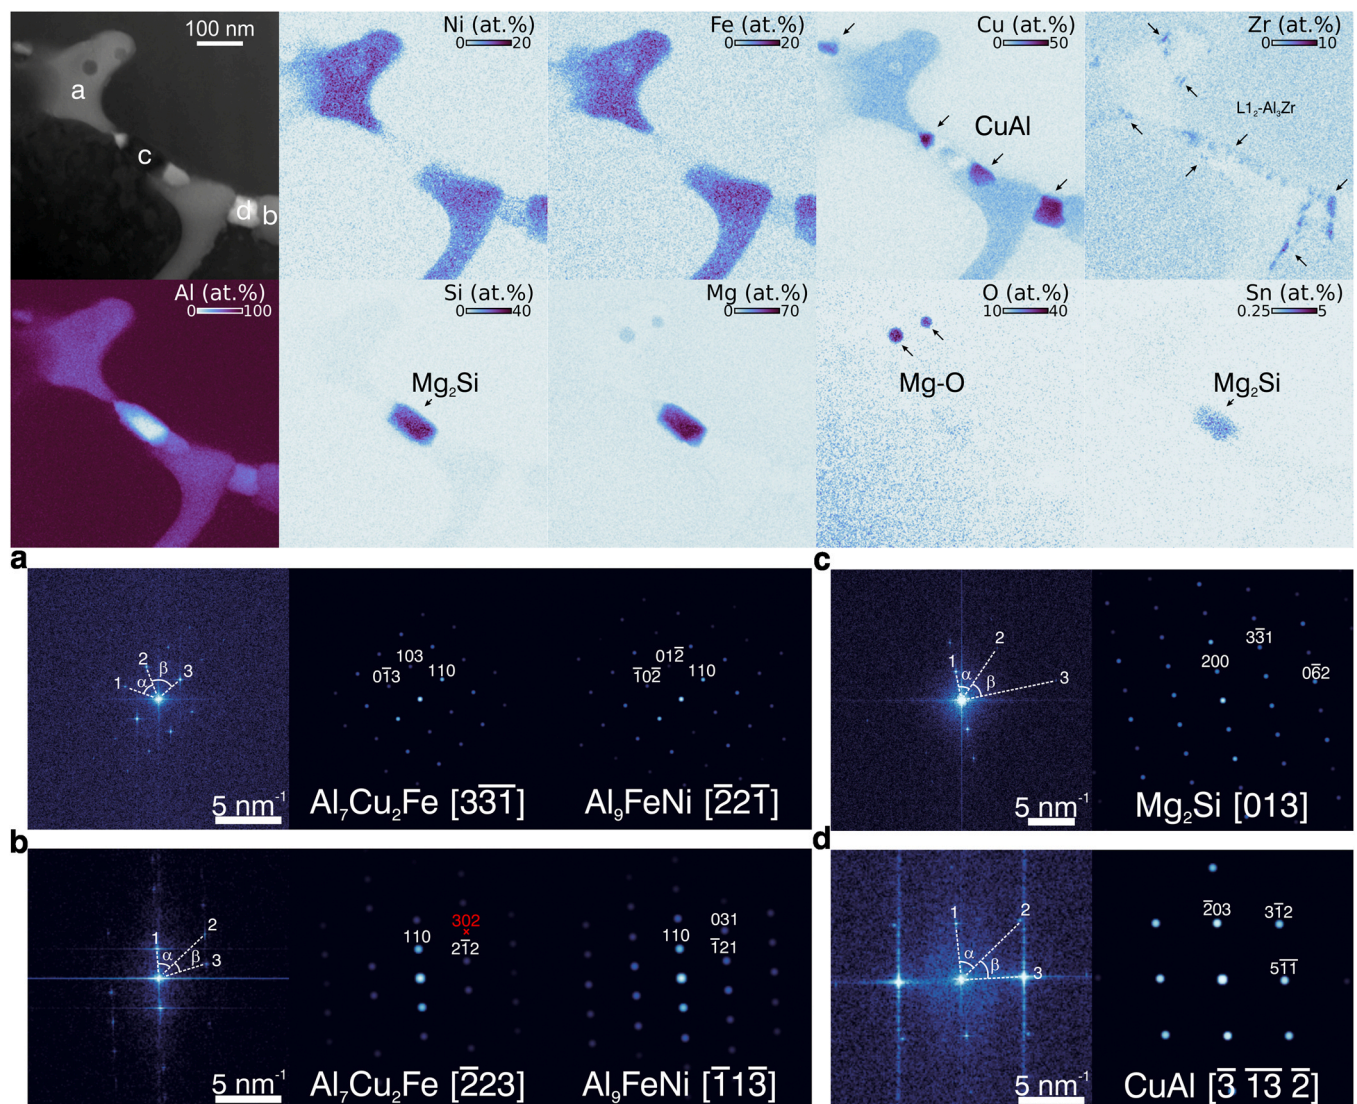 100 nm
Ni (at.%)
0 20
Fe (at.%)
0 20
Cu (at.%)
0 50
Zr (at.%)
0 10
a
c
d b
CuAl
L1₂-Al₃Zr
Al (at.%)
0 100
Si (at.%)
0 40
Mg (at.%)
0 70
O (at.%)
10 40
Sn (at.%)
0.25 5
Mg₂Si
Mg-O
Mg₂Si
a
1 2 3
α β
5 nm⁻¹
01̅3 103 110
Al₇Cu₂Fe [33̅1̅]
1̅02̅ 012̅ 110
Al₉FeNi [2̅21̅]
c
1 2 3
α β
5 nm⁻¹
200 33̅1 06̅2
Mg₂Si [013]
b
1 2 3
α β
5 nm⁻¹
110 302
21̅2
Al₇Cu₂Fe [2̅23]
110 031
1̅21
Al₉FeNi [1̅13̅]
d
1 2 3
α β
5 nm⁻¹
2̅03 31̅2
51̅1̅
CuAl [3̅ 1̅3̅ 2̅]